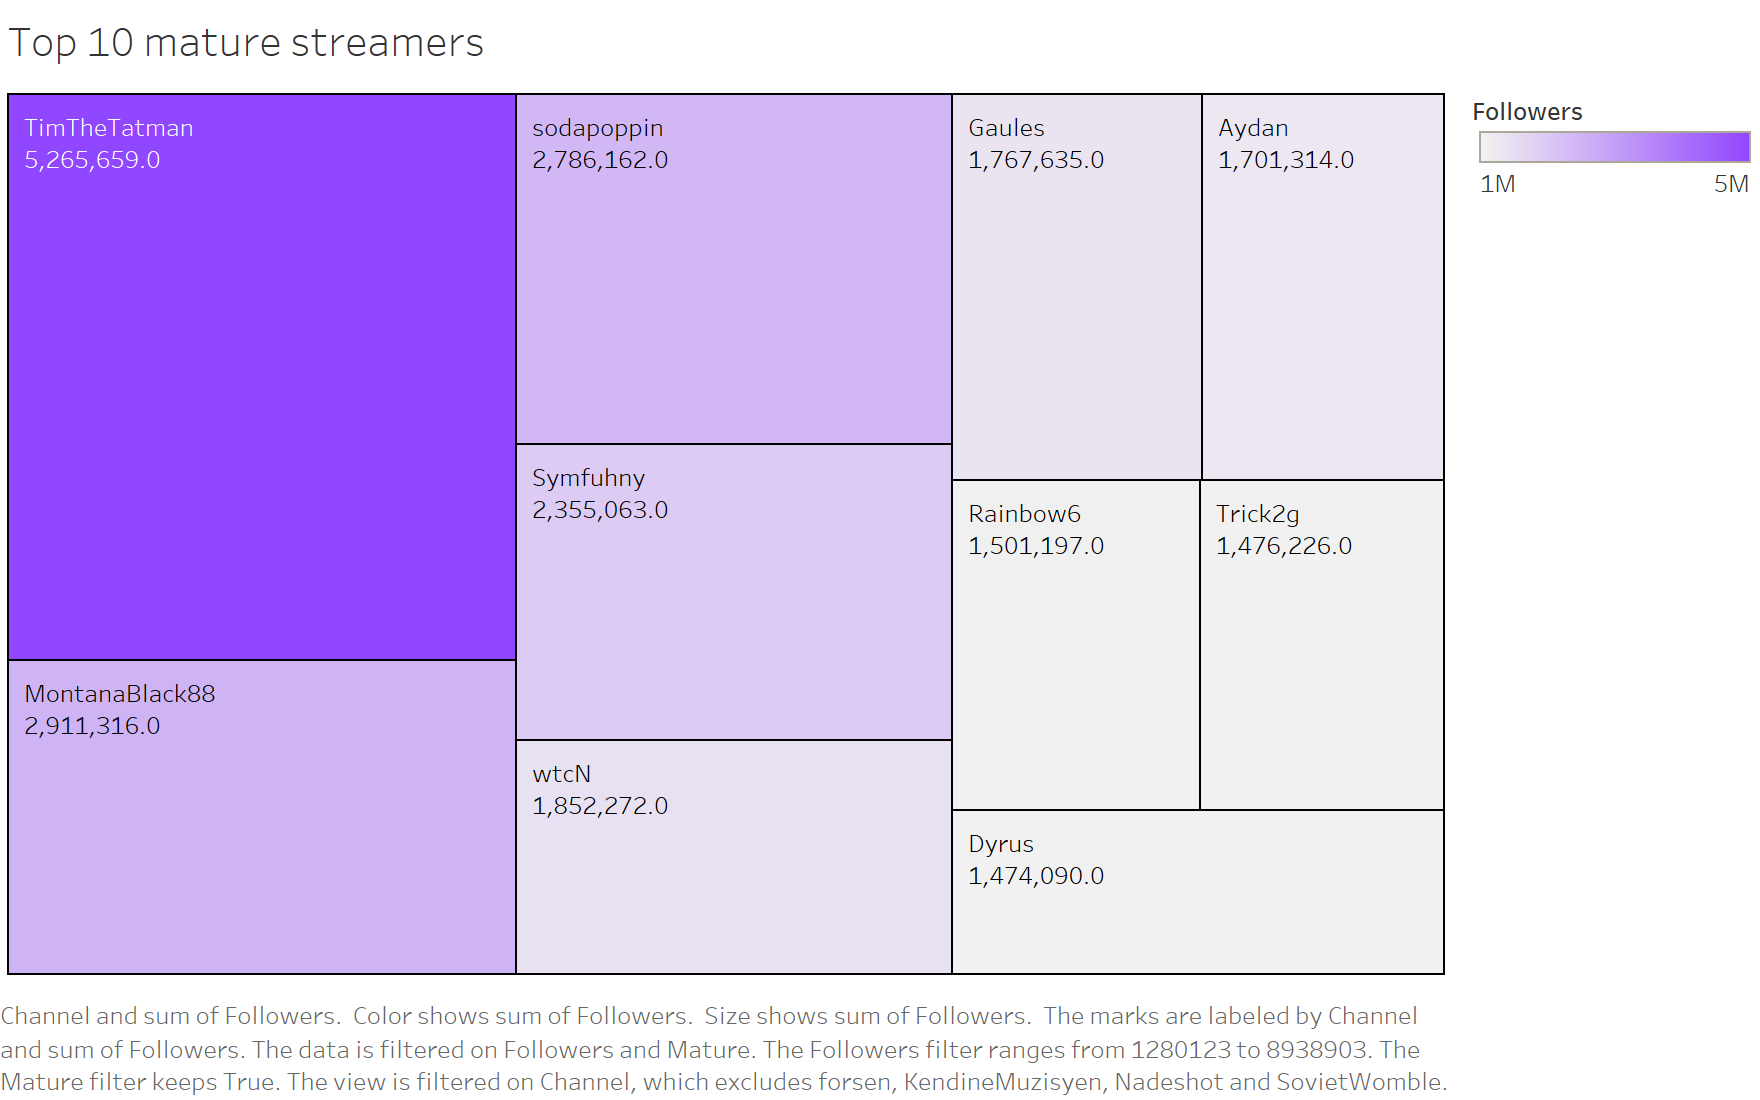 Top 10 mature streamers
TimTheTatman
5,265,659.0
sodapoppin
2,786,162.0
Gaules
1,767,635.0
Aydan
1,701,314.0
Followers
1M
5M
Symfuhny
2,355,063.0
Rainbow6
1,501,197.0
Trick2g
1,476,226.0
MontanaBlack88
2,911,316.0
wtcN
1,852,272.0
Dyrus
1,474,090.0
Channel and sum of Followers.  Color shows sum of Followers.  Size shows sum of Followers.  The marks are labeled by Channel
and sum of Followers. The data is filtered on Followers and Mature. The Followers filter ranges from 1280123 to 8938903. The
Mature filter keeps True. The view is filtered on Channel, which excludes forsen, KendineMuzisyen, Nadeshot and SovietWomble.